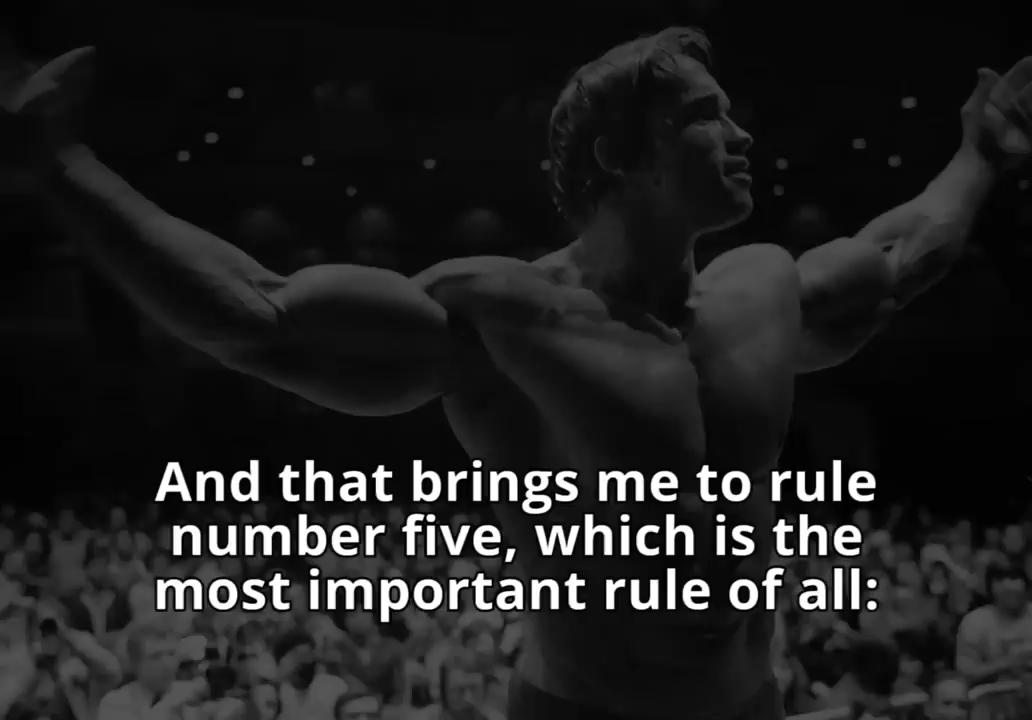 And that brings me to rule
number five, which is the
most important rule of all: